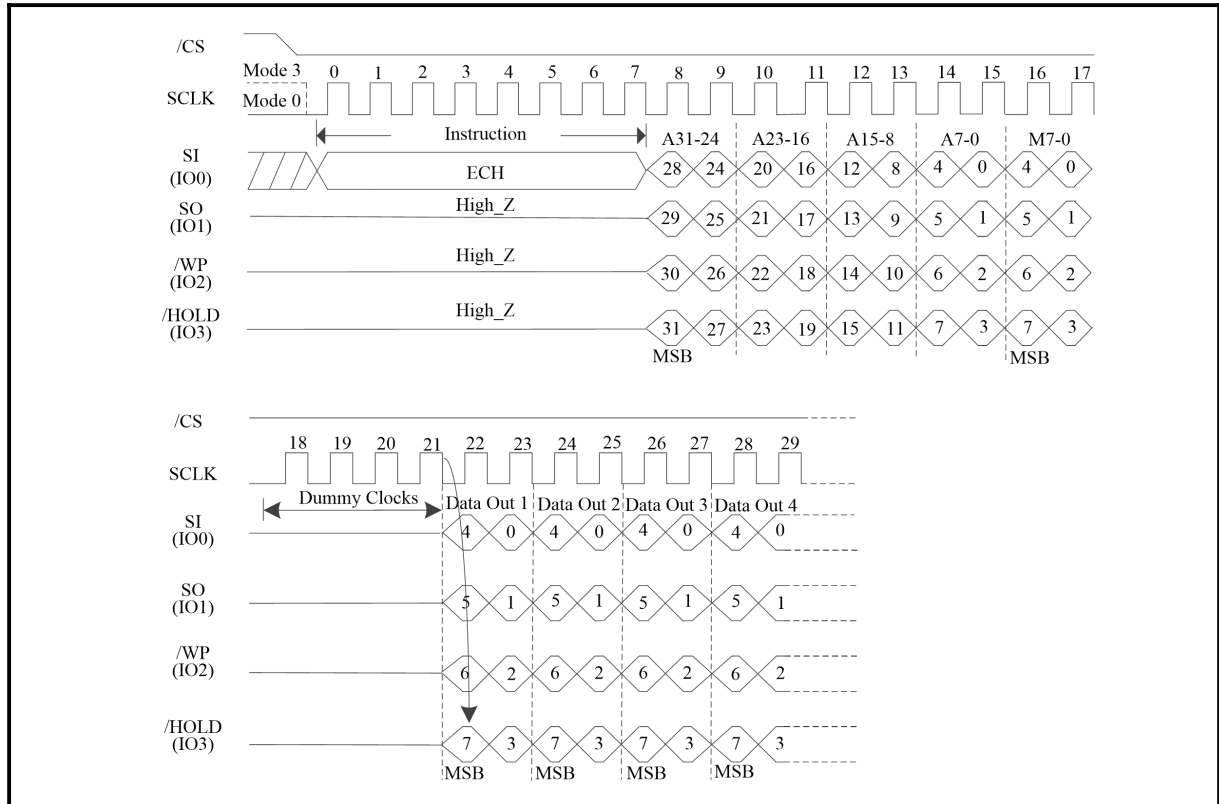 /CS
Mode 3 0 1 2 3 4 5 6 7 8 9 10 11 12 13 14 15 16 17
SCLK Mode 0
Instruction A31-24 A23-16 A15-8 A7-0 M7-0
SI
(IO0) ECH 28 24 20 16 12 8 4 0 4 0
SO
(IO1) High_Z 29 25 21 17 13 9 5 1 5 1
/WP
(IO2) High_Z 30 26 22 18 14 10 6 2 6 2
/HOLD
(IO3) High_Z 31 27 23 19 15 11 7 3 7 3
MSB MSB
/CS
18 19 20 21 22 23 24 25 26 27 28 29
SCLK
Dummy Clocks Data Out 1 Data Out 2 Data Out 3 Data Out 4
SI
(IO0) 4 0 4 0 4 0 4 0
SO
(IO1) 5 1 5 1 5 1 5 1
/WP
(IO2) 6 2 6 2 6 2 6 2
/HOLD
(IO3) 7 3 7 3 7 3 7 3
MSB MSB MSB MSB